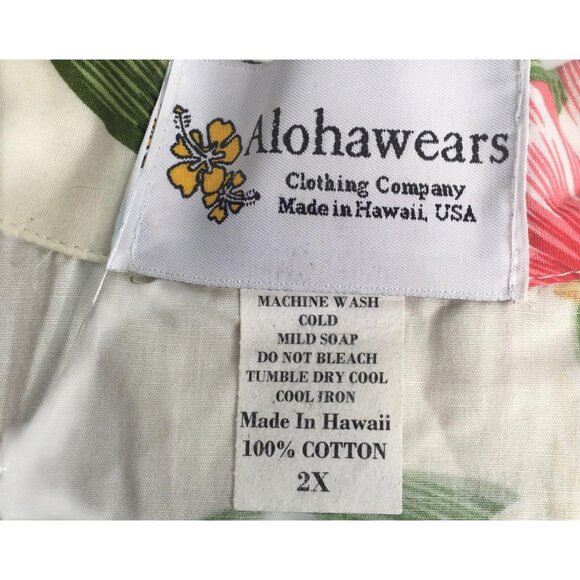 Alohawears
Clothing Company
Made in Hawaii, USA
MACHINE WASH
COLD
MILD SOAP
DO NOT BLEACH
TUMBLE DRY COOL
COOL IRON
Made In Hawaii
100% COTTON
2X